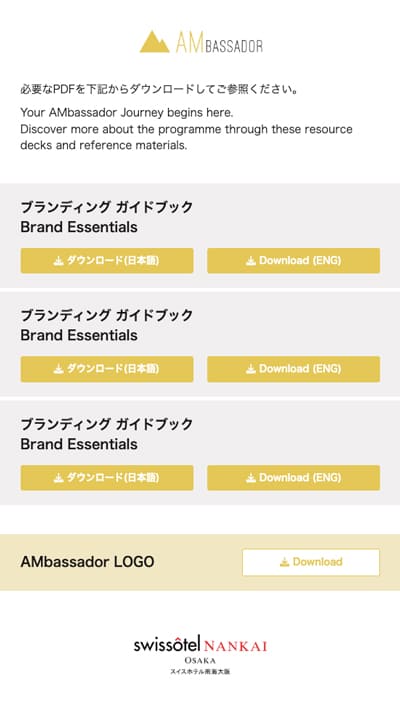 AMBASSADOR
必要なPDFを下記からダウンロードしてご参照ください。
Your AMbassador Journey begins here.
Discover more about the programme through these resource
decks and reference materials.
ブランディング ガイドブック
Brand Essentials
ダウンロード(日本語)
Download (ENG)
ブランディング ガイドブック
Brand Essentials
ダウンロード(日本語)
Download (ENG)
ブランディング ガイドブック
Brand Essentials
ダウンロード(日本語)
Download (ENG)
AMbassador LOGO
Download
swissôtel NANKAI
OSAKA
スイスホテル南海大阪